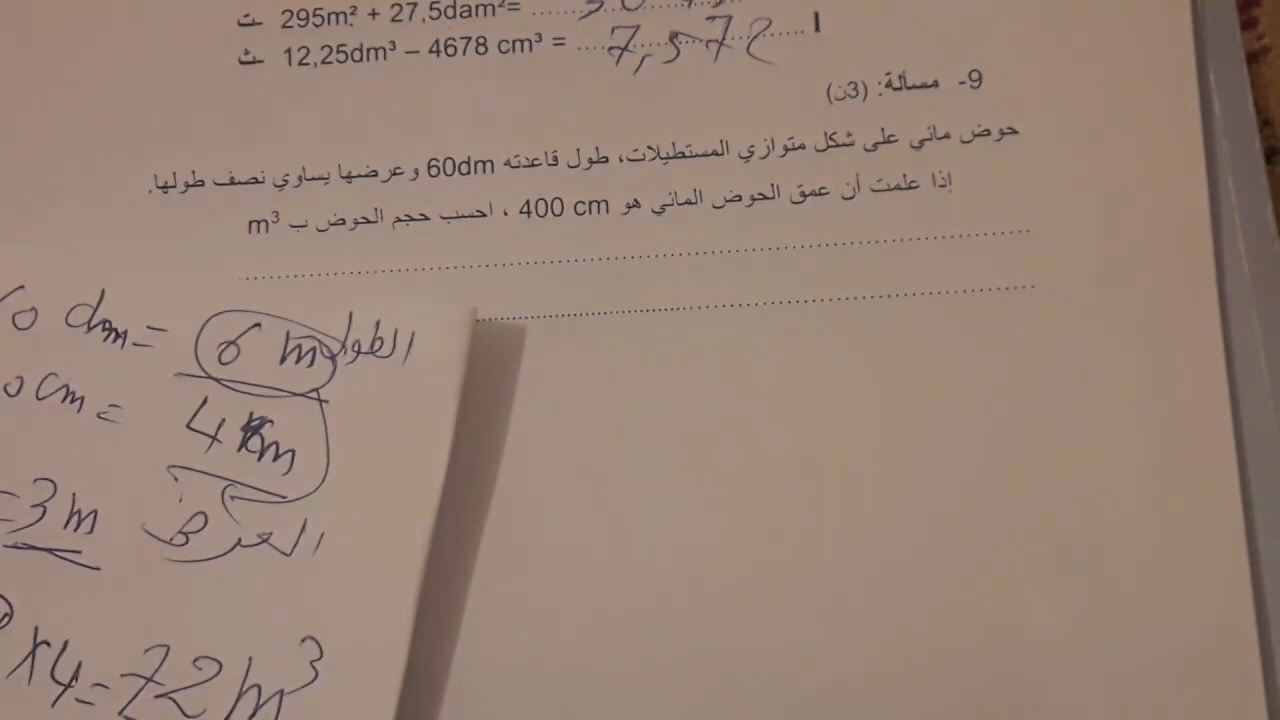 ت- 295m² + 27,5dam²= ..............
ث- 12,25dm³ – 4678 cm³ = ....7,572....
9- مسألة: (3ن)
حوض مائي على شكل متوازي المستطيلات، طول قاعدته 60dm وعرضها يساوي نصف طولها.
إذا علمت أن عمق الحوض المائي هو 400 cm ، احسب حجم الحوض ب m³
0 dm = 6 m الطول
0 cm = 4 m
=3m العرض
x4=72m³